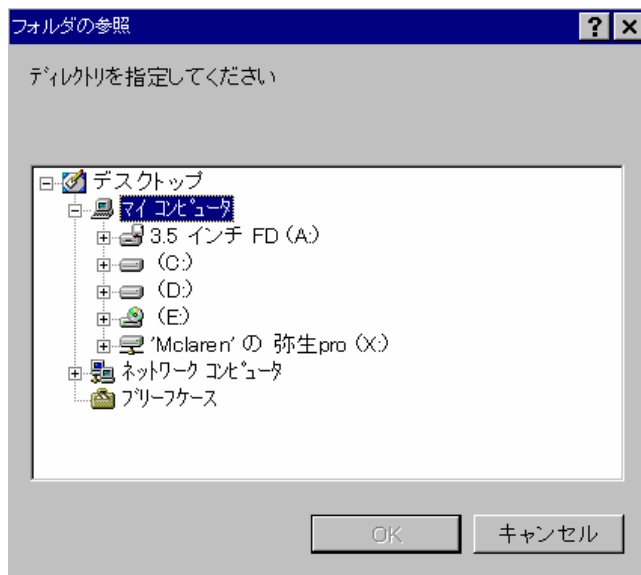 フォルダの参照
ﾃﾞｨﾚｸﾄﾘを指定してください
デスクトップ
ﾏｲ ｺﾝﾋﾟｭｰﾀ
3.5 インチ FD (A:)
(C:)
(D:)
(E:)
'Mclaren' の 弥生pro (X:)
ﾈｯﾄﾜｰｸ ｺﾝﾋﾟｭｰﾀ
ﾌﾞﾘｰﾌｹｰｽ
OK
キャンセル